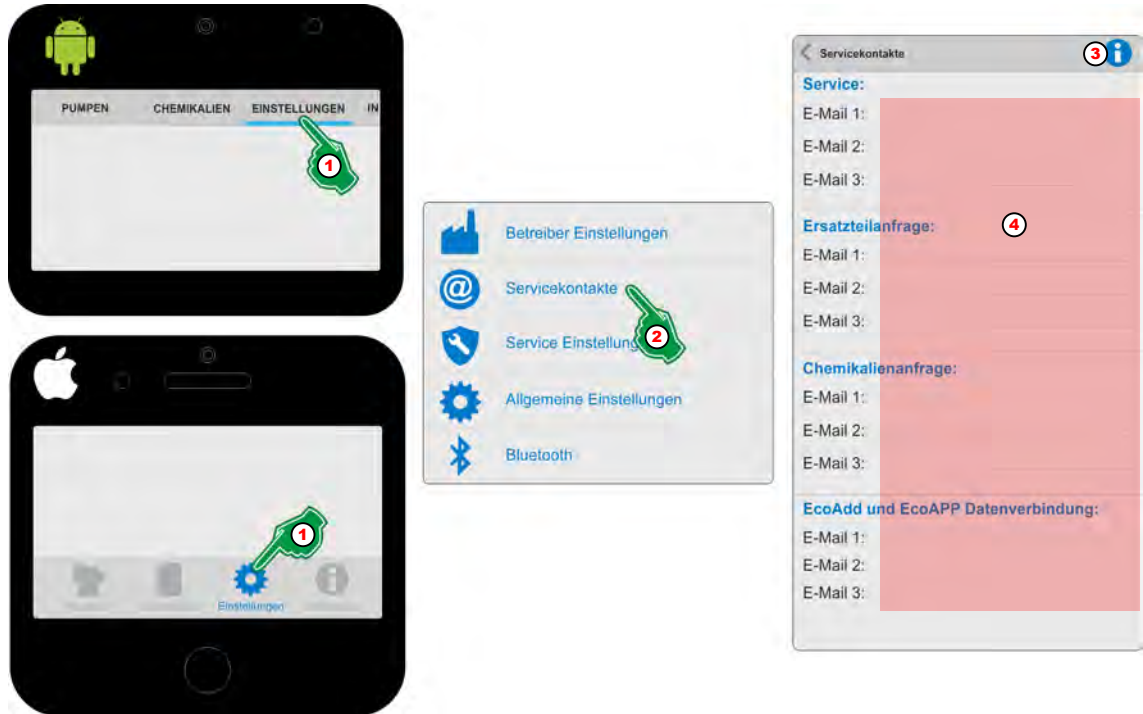 PUMPEN CHEMIKALIEN EINSTELLUNGEN IN
1
Einstellungen
1
Betreiber Einstellungen
Servicekontakte
Service Einstellung
2
Allgemeine Einstellungen
Bluetooth
Servicekontakte
3
Service:
E-Mail 1:
E-Mail 2:
E-Mail 3:
Ersatzteilanfrage:
4
E-Mail 1:
E-Mail 2:
E-Mail 3:
Chemikalienanfrage:
E-Mail 1:
E-Mail 2:
E-Mail 3:
EcoAdd und EcoAPP Datenverbindung:
E-Mail 1:
E-Mail 2:
E-Mail 3: